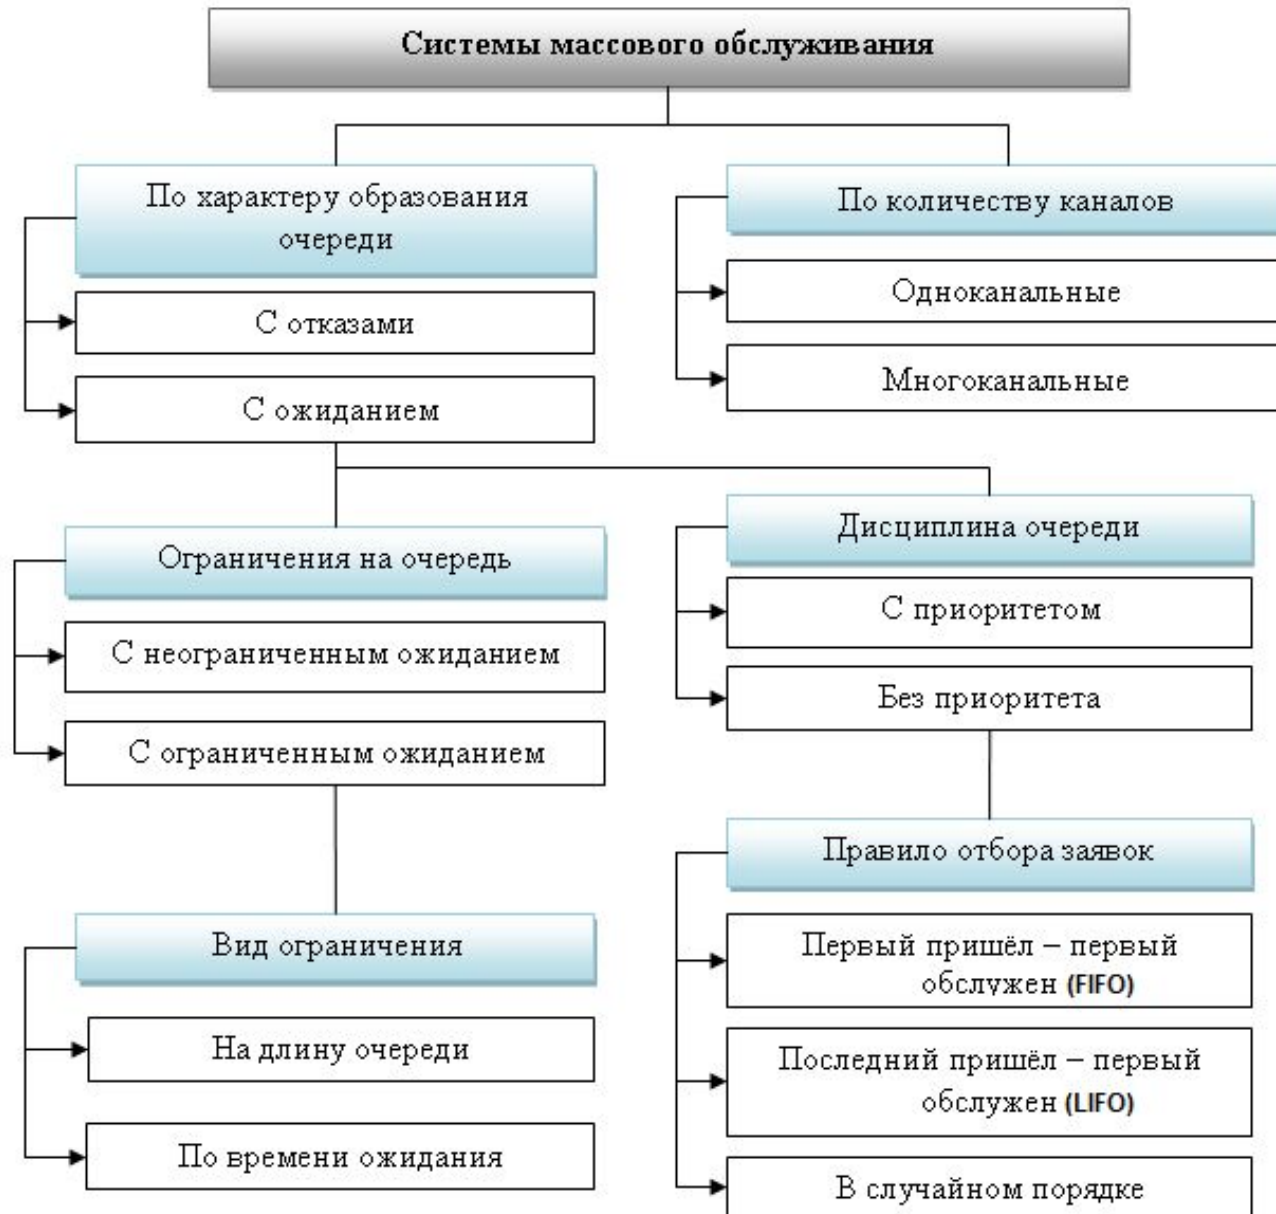 Системы массового обслуживания
По характеру образования
очереди
С отказами
С ожиданием
По количеству каналов
Одноканальные
Многоканальные
Ограничения на очередь
С неограниченным ожиданием
С ограниченным ожиданием
Дисциплина очереди
С приоритетом
Без приоритета
Вид ограничения
На длину очереди
По времени ожидания
Правило отбора заявок
Первый пришёл – первый
обслужен (FIFO)
Последний пришёл – первый
обслужен (LIFO)
В случайном порядке